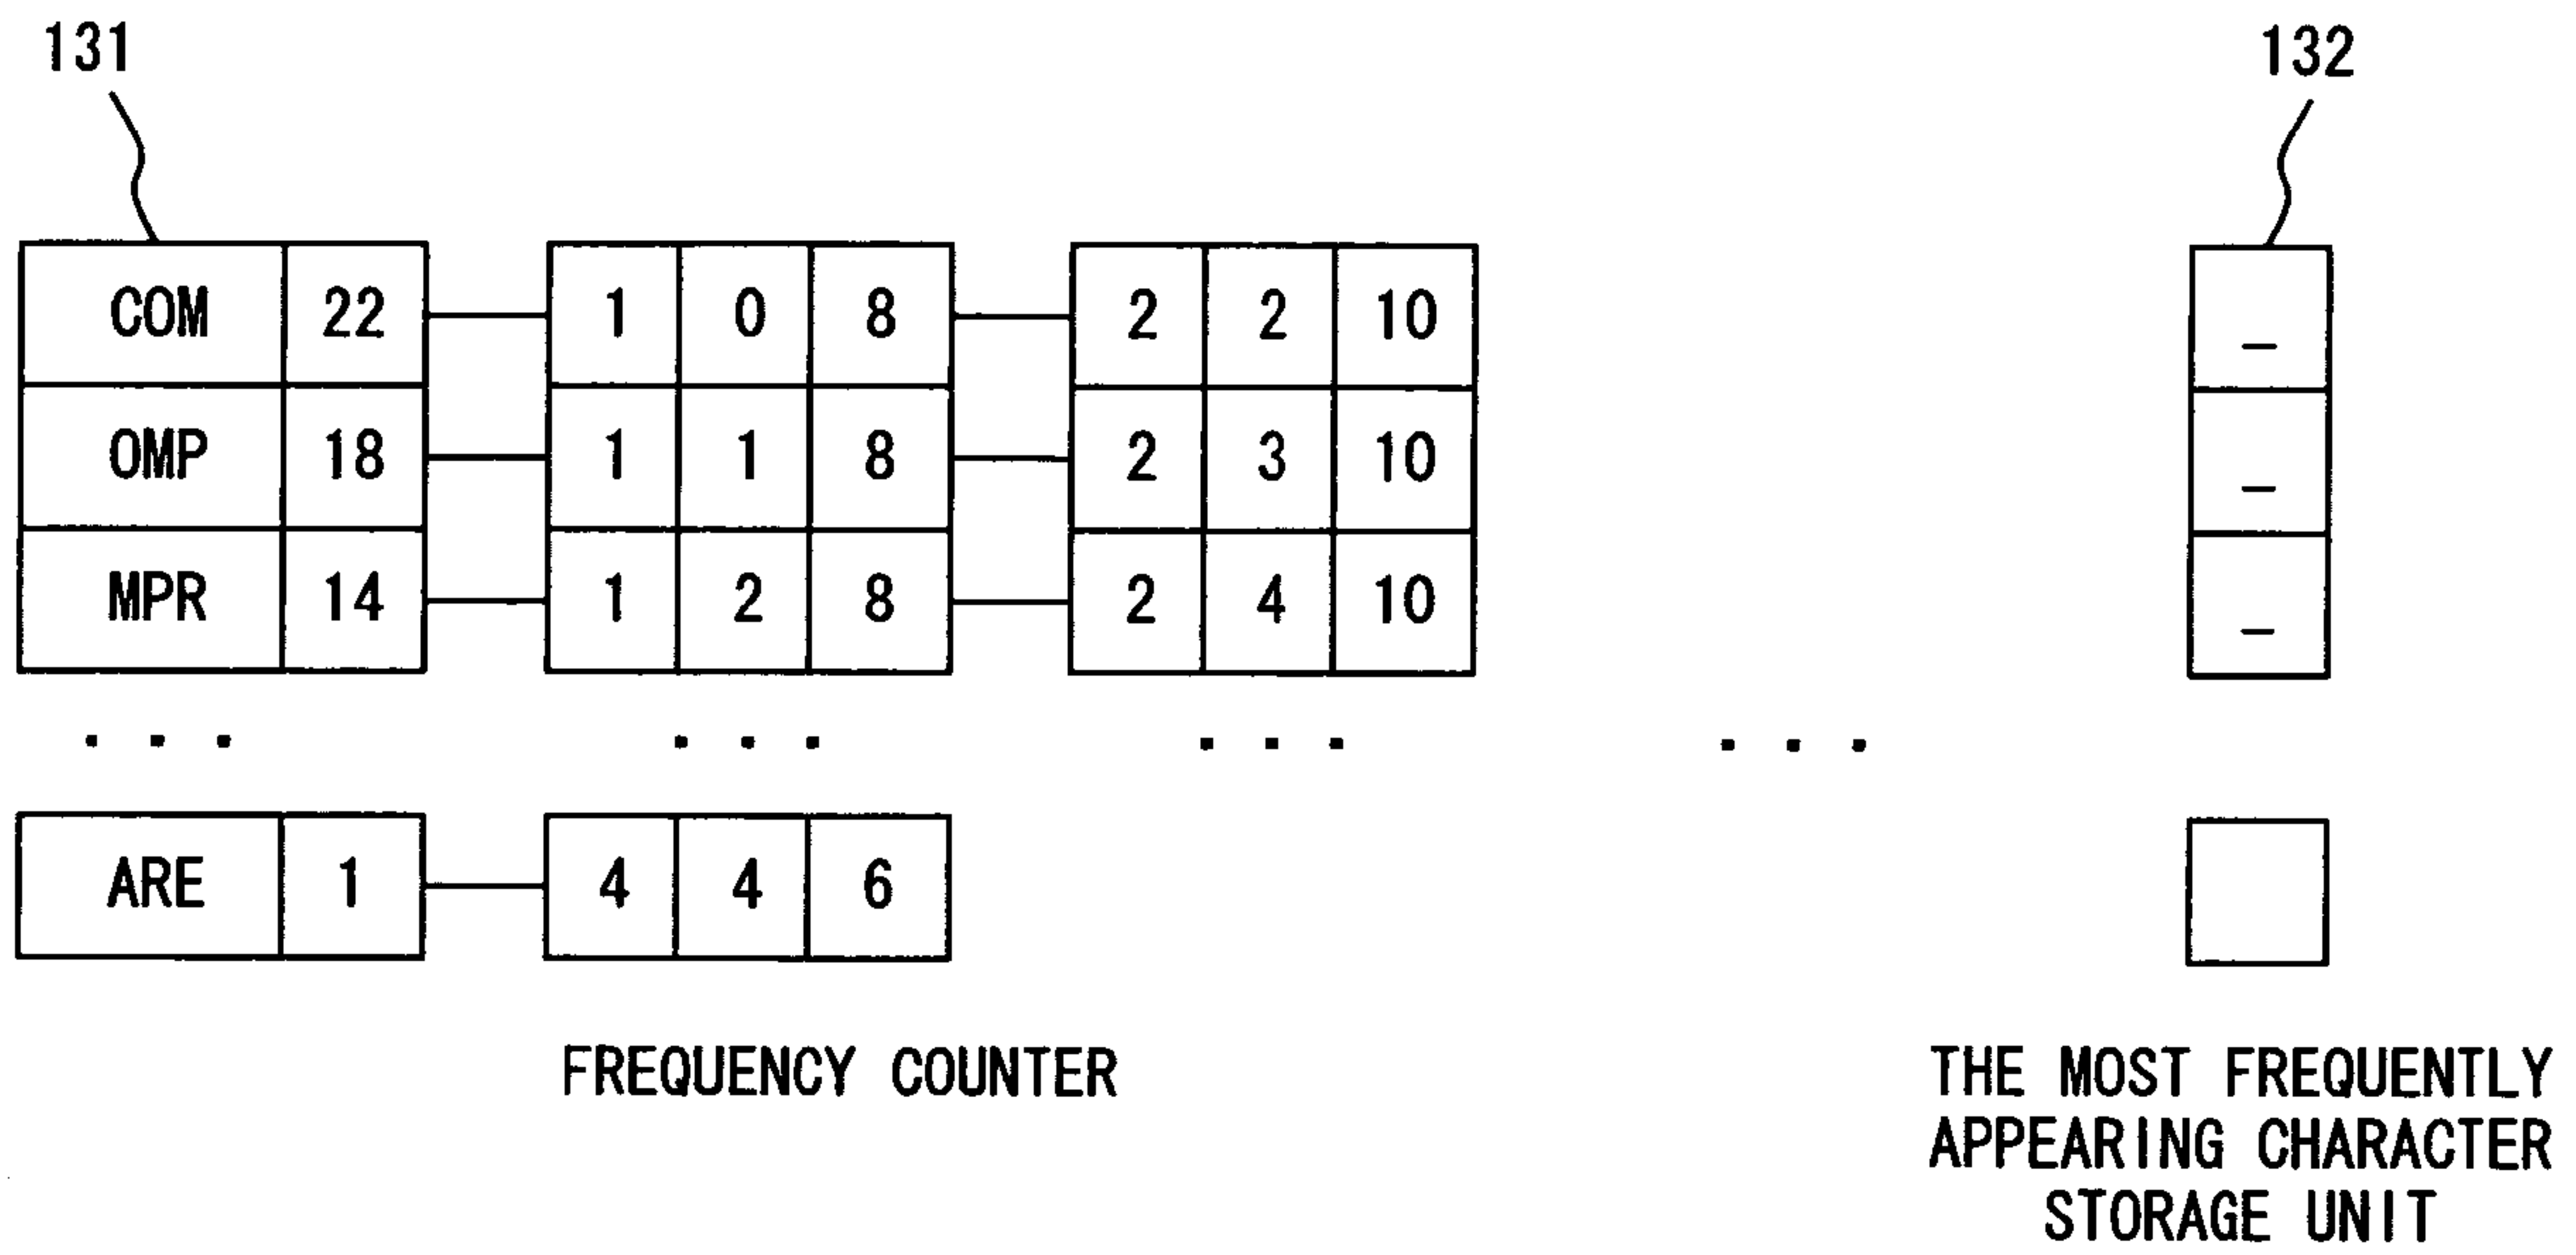 131 132
COM 22 1 0 8 2 2 10 _
OMP 18 1 1 8 2 3 10 _
MPR 14 1 2 8 2 4 10 _
. . . . . . . . . . . .
ARE 1 4 4 6
FREQUENCY COUNTER
THE MOST FREQUENTLY
APPEARING CHARACTER
STORAGE UNIT